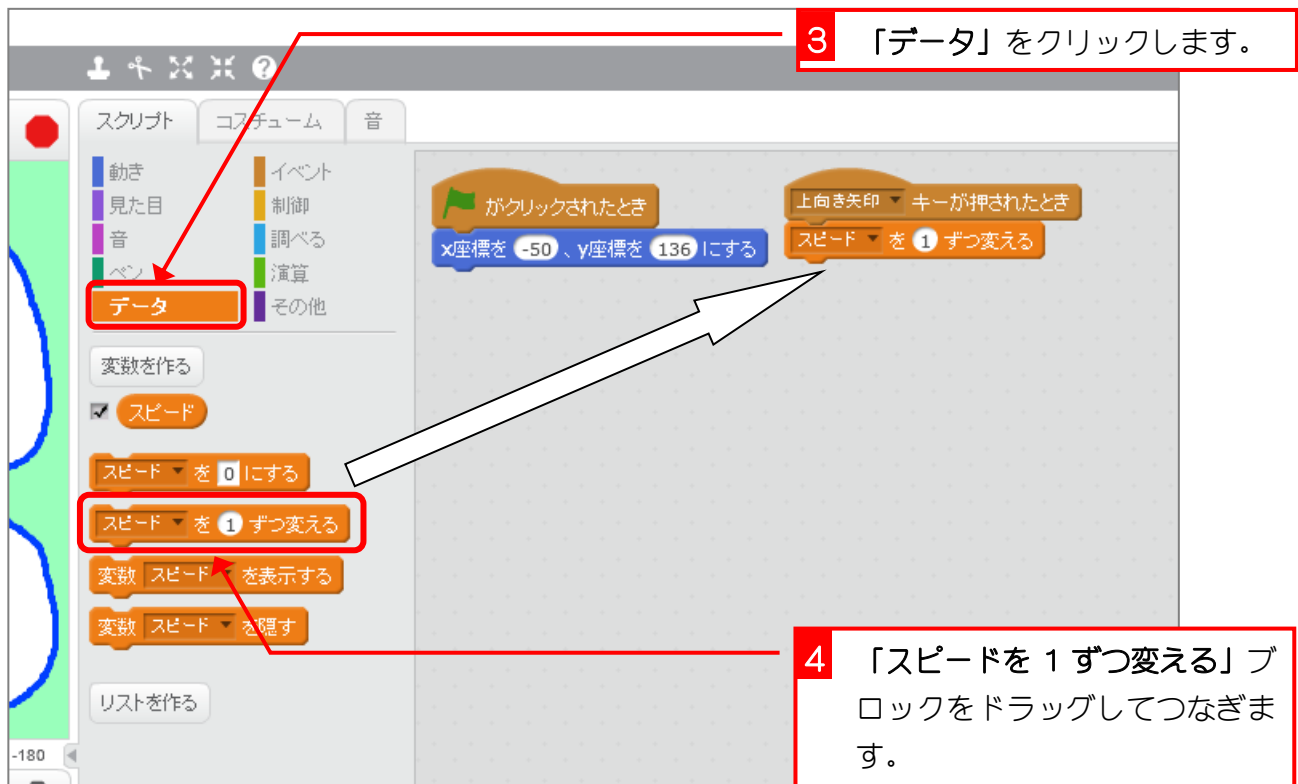 3 「データ」をクリックします。
スクリプト コスチューム 音
動き イベント
見た目 制御
音 調べる
ペン 演算
データ その他
変数を作る
スピード
スピード を 0 にする
スピード を 1 ずつ変える
変数 スピード を表示する
変数 スピード を隠す
リストを作る
-180
がクリックされたとき
x座標を -50 、y座標を 136 にする
上向き矢印 キーが押されたとき
スピード を 1 ずつ変える
4 「スピードを 1 ずつ変える」ブ
ロックをドラッグしてつなぎま
す。